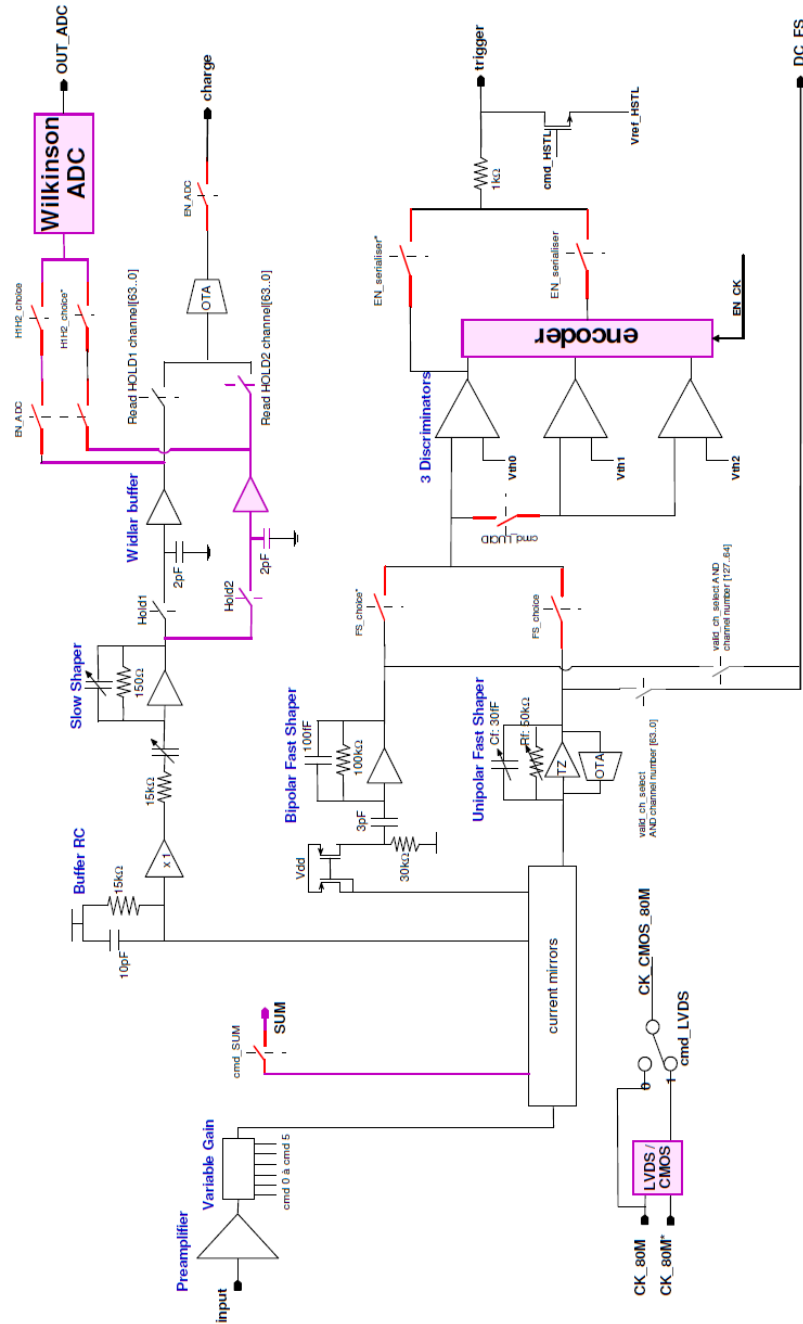 input
Preamplifier
Variable Gain
cmd 0 à cmd 5
cmd_SUM
SUM
current mirrors
Buffer RC
10pF
15kΩ
x 1
15kΩ
Slow Shaper
150Ω
Hold1
Hold2
2pF
2pF
Widlar buffer
EN_ADC
H1H2_choice
H1H2_choice*
Wilkinson
ADC
OUT_ADC
Read HOLD1 channel[63..0]
Read HOLD2 channel[63..0]
OTA
EN_ADC
charge
Vdd
30kΩ
3pF
Bipolar Fast Shaper
100fF
100kΩ
Unipolar Fast Shaper
Cf: 30fF
Rf: 50kΩ
TZ
OTA
FS_choice*
FS_choice
cmd_LUCID
3 Discriminators
Vth0
Vth1
Vth2
encoder
EN_CK
EN_serialiser*
EN_serialiser
1kΩ
trigger
cmd_HSTL
Vref_HSTL
valid_ch_select
AND channel number [63..0]
valid_ch_select AND
channel number [127..64]
DC_FS
CK_80M
CK_80M*
LVDS /
CMOS
0
1
cmd_LVDS
CK_CMOS_80M